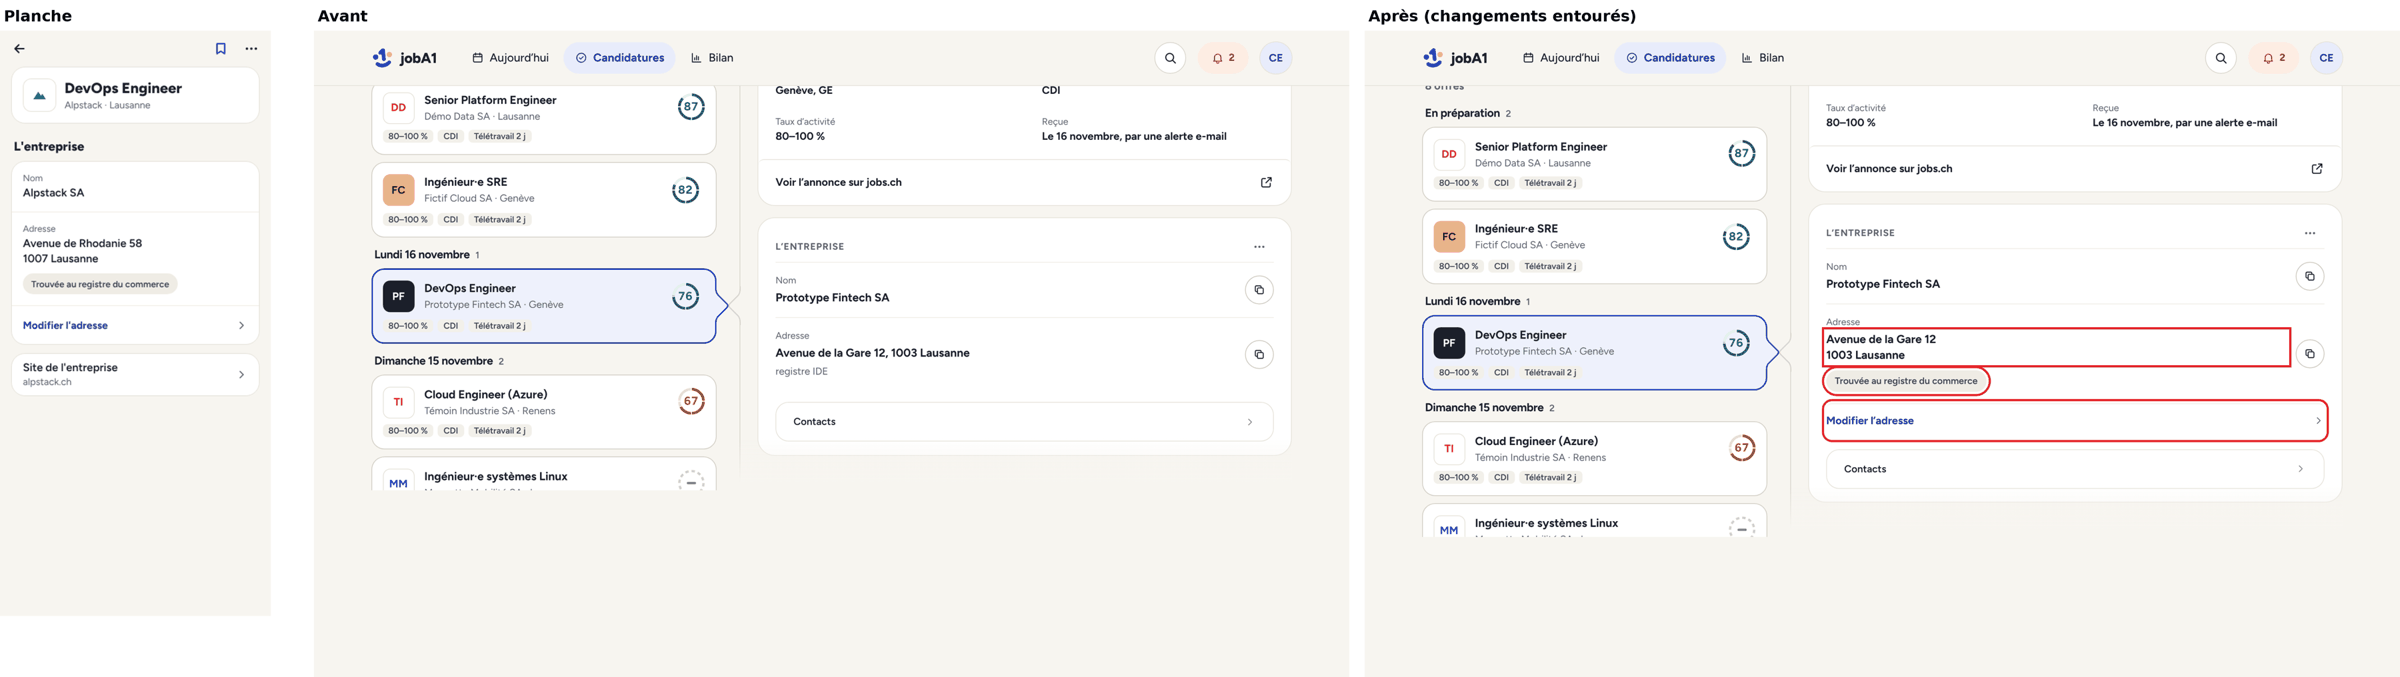 Planche
DevOps Engineer
Alpstack · Lausanne
L'entreprise
Nom
Alpstack SA
Adresse
Avenue de Rhodanie 58
1007 Lausanne
Trouvée au registre du commerce
Modifier l'adresse
Site de l'entreprise
alpstack.ch
Avant
jobA1
Aujourd'hui
Candidatures
Bilan
2
CE
DD
Senior Platform Engineer
Démo Data SA · Lausanne
87
80–100 %
CDI
Télétravail 2 j
FC
Ingénieur·e SRE
Fictif Cloud SA · Genève
82
80–100 %
CDI
Télétravail 2 j
Lundi 16 novembre 1
PF
DevOps Engineer
Prototype Fintech SA · Genève
76
80–100 %
CDI
Télétravail 2 j
Dimanche 15 novembre 2
TI
Cloud Engineer (Azure)
Témoin Industrie SA · Renens
67
80–100 %
CDI
Télétravail 2 j
MM
Ingénieur·e systèmes Linux
Genève, GE
CDI
Taux d'activité
80–100 %
Reçue
Le 16 novembre, par une alerte e-mail
Voir l'annonce sur jobs.ch
L'ENTREPRISE
Nom
Prototype Fintech SA
Adresse
Avenue de la Gare 12, 1003 Lausanne
registre IDE
Contacts
Après (changements entourés)
jobA1
Aujourd'hui
Candidatures
Bilan
2
CE
8 offres
En préparation 2
DD
Senior Platform Engineer
Démo Data SA · Lausanne
87
80–100 %
CDI
Télétravail 2 j
FC
Ingénieur·e SRE
Fictif Cloud SA · Genève
82
80–100 %
CDI
Télétravail 2 j
Lundi 16 novembre 1
PF
DevOps Engineer
Prototype Fintech SA · Genève
76
80–100 %
CDI
Télétravail 2 j
Dimanche 15 novembre 2
TI
Cloud Engineer (Azure)
Témoin Industrie SA · Renens
67
80–100 %
CDI
Télétravail 2 j
MM
Ingénieur·e systèmes Linux
Taux d'activité
80–100 %
Reçue
Le 16 novembre, par une alerte e-mail
Voir l'annonce sur jobs.ch
L'ENTREPRISE
Nom
Prototype Fintech SA
Adresse
Avenue de la Gare 12
1003 Lausanne
Trouvée au registre du commerce
Modifier l'adresse
Contacts